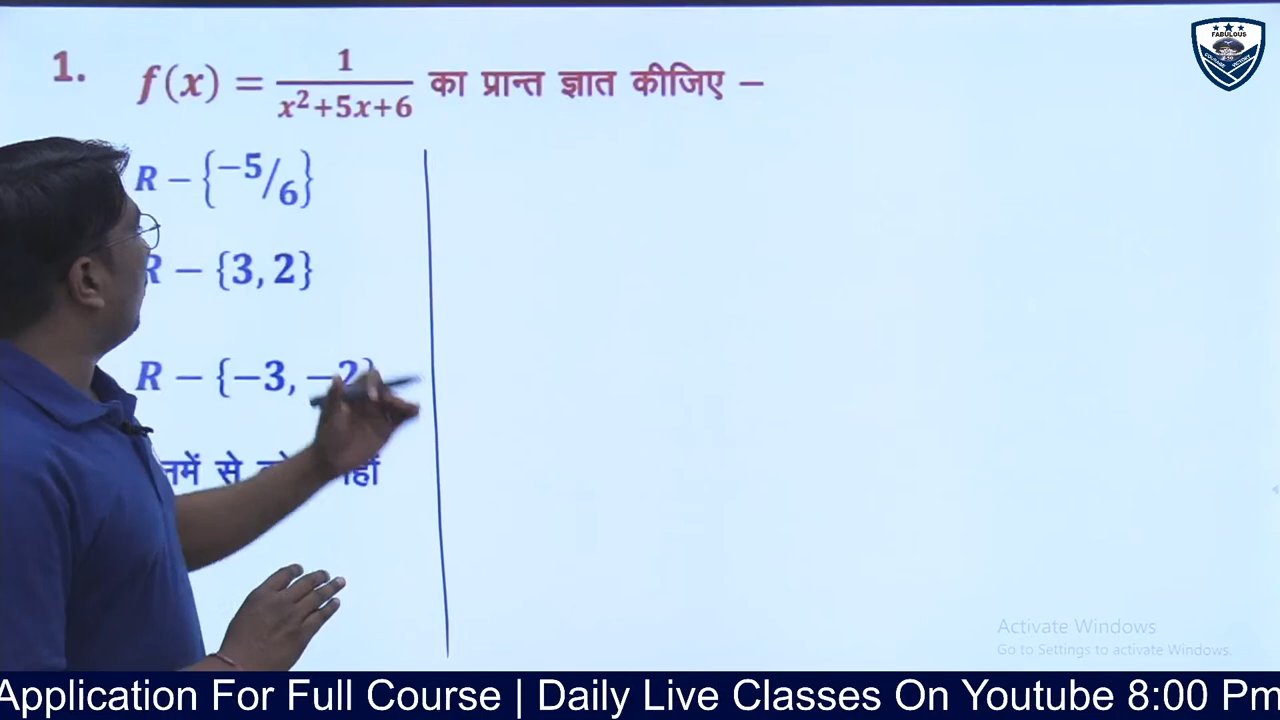 FABULOUS
1. f(x) = 1/(x²+5x+6) का प्रान्त ज्ञात कीजिए –
R – {–5/6}
R – {3, 2}
R – {–3, –2}
से
Activate Windows
Go to Settings to activate Windows.
Application For Full Course | Daily Live Classes On Youtube 8:00 Pm